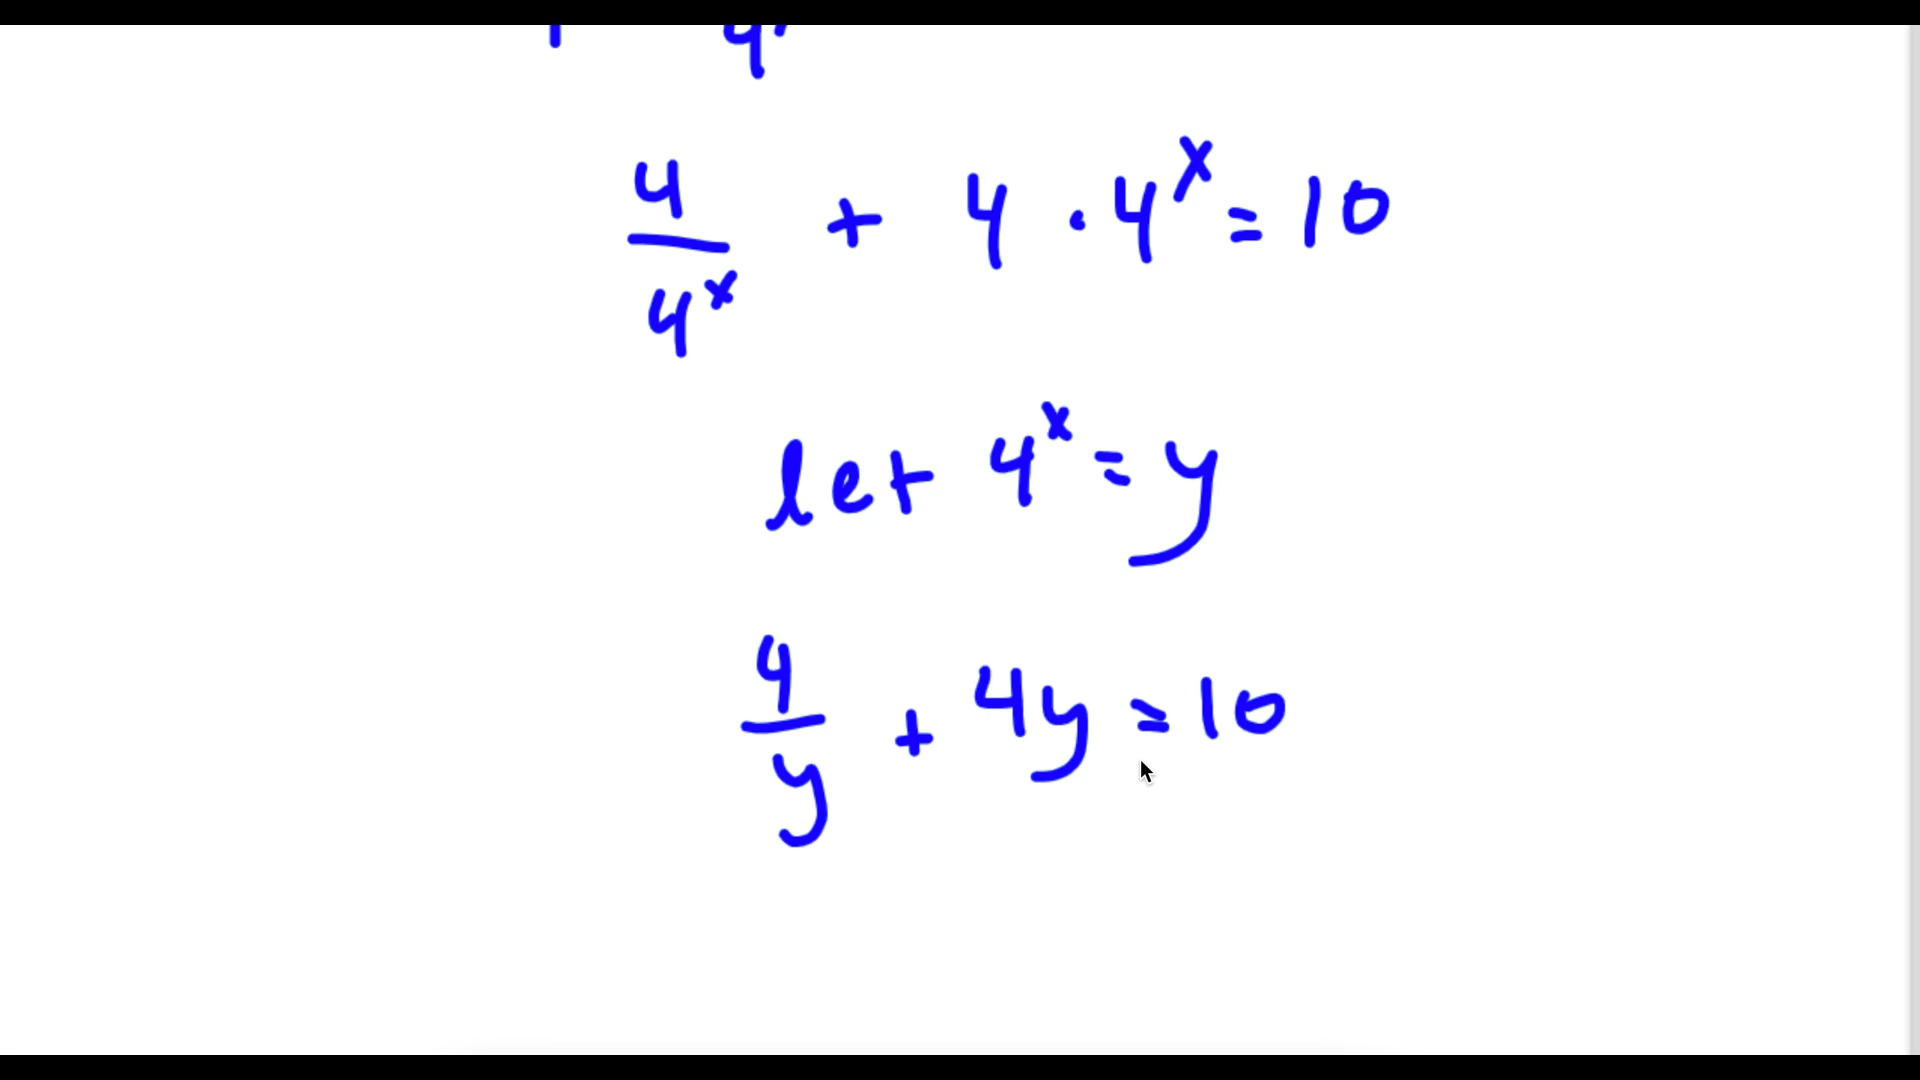 4/4^x + 4 · 4^x = 10
let 4^x = y
4/y + 4y = 10